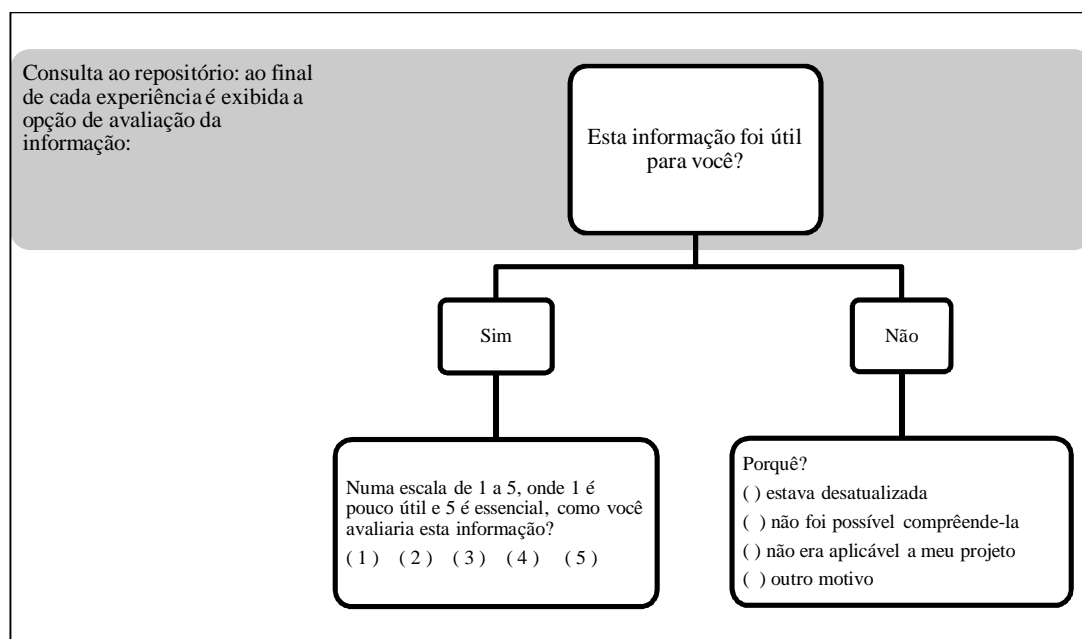 Consulta ao repositório: ao final
de cada experiência é exibida a
opção de avaliação da
informação:
Esta informação foi útil
para você?
Sim
Não
Numa escala de 1 a 5, onde 1 é
pouco útil e 5 é essencial, como você
avaliaria esta informação?
( 1 ) ( 2 ) ( 3 ) ( 4 ) ( 5 )
Porquê?
( ) estava desatualizada
( ) não foi possível comprêende-la
( ) não era aplicável a meu projeto
( ) outro motivo